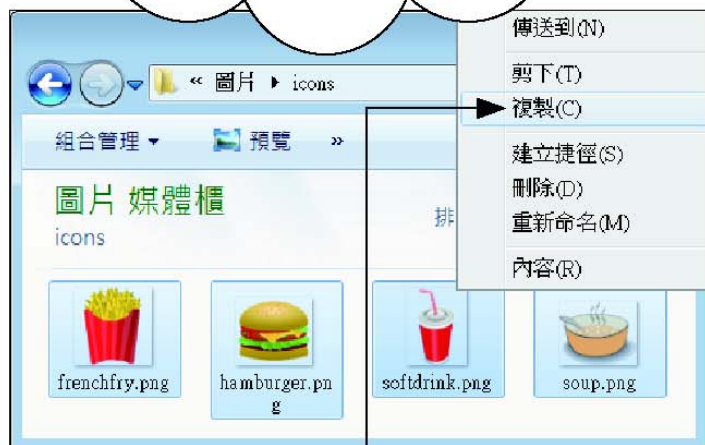 傳送到(N)
剪下(T)
複製(C)
建立捷徑(S)
刪除(D)
重新命名(M)
內容(R)
« 圖片 ▸ icons
組合管理 ▾ 預覽 »
圖片 媒體櫃
icons
排
frenchfry.png
hamburger.pn
g
softdrink.png
soup.png